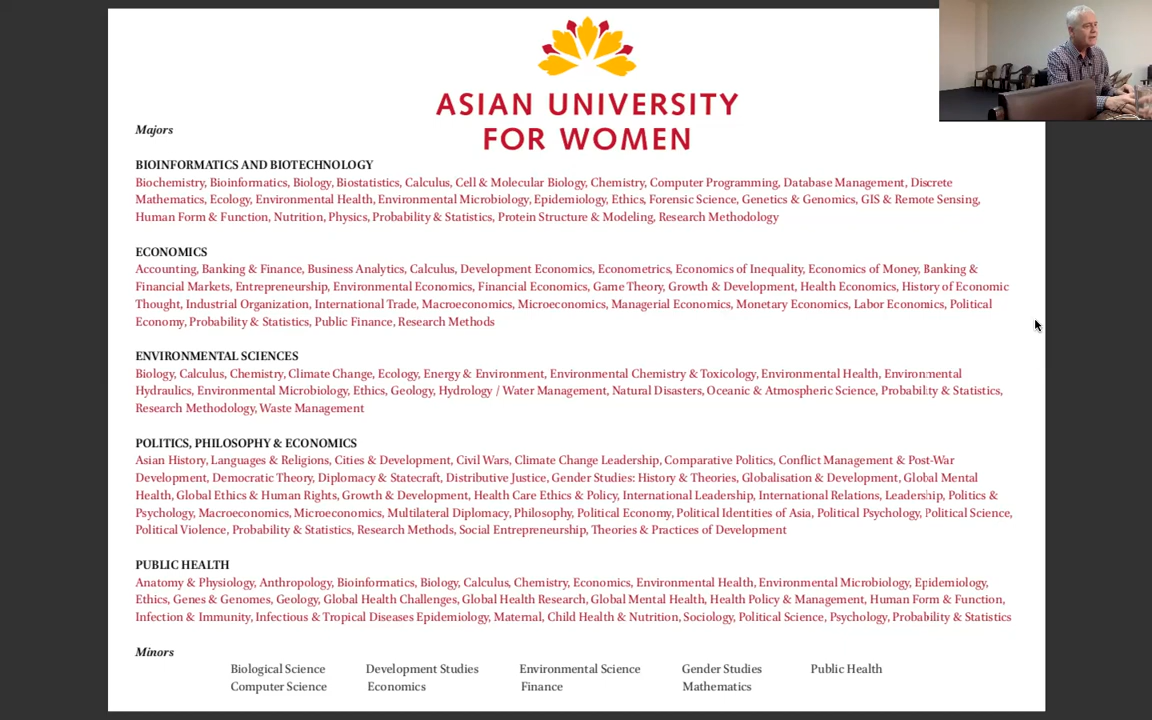 ASIAN UNIVERSITY
FOR WOMEN
Majors
BIOINFORMATICS AND BIOTECHNOLOGY
Biochemistry, Bioinformatics, Biology, Biostatistics, Calculus, Cell & Molecular Biology, Chemistry, Computer Programming, Database Management, Discrete
Mathematics, Ecology, Environmental Health, Environmental Microbiology, Epidemiology, Ethics, Forensic Science, Genetics & Genomics, GIS & Remote Sensing,
Human Form & Function, Nutrition, Physics, Probability & Statistics, Protein Structure & Modeling, Research Methodology
ECONOMICS
Accounting, Banking & Finance, Business Analytics, Calculus, Development Economics, Econometrics, Economics of Inequality, Economics of Money, Banking &
Financial Markets, Entrepreneurship, Environmental Economics, Financial Economics, Game Theory, Growth & Development, Health Economics, History of Economic
Thought, Industrial Organization, International Trade, Macroeconomics, Microeconomics, Managerial Economics, Monetary Economics, Labor Economics, Political
Economy, Probability & Statistics, Public Finance, Research Methods
ENVIRONMENTAL SCIENCES
Biology, Calculus, Chemistry, Climate Change, Ecology, Energy & Environment, Environmental Chemistry & Toxicology, Environmental Health, Environmental
Hydraulics, Environmental Microbiology, Ethics, Geology, Hydrology / Water Management, Natural Disasters, Oceanic & Atmospheric Science, Probability & Statistics,
Research Methodology, Waste Management
POLITICS, PHILOSOPHY & ECONOMICS
Asian History, Languages & Religions, Cities & Development, Civil Wars, Climate Change Leadership, Comparative Politics, Conflict Management & Post-War
Development, Democratic Theory, Diplomacy & Statecraft, Distributive Justice, Gender Studies: History & Theories, Globalisation & Development, Global Mental
Health, Global Ethics & Human Rights, Growth & Development, Health Care Ethics & Policy, International Leadership, International Relations, Leadership, Politics &
Psychology, Macroeconomics, Microeconomics, Multilateral Diplomacy, Philosophy, Political Economy, Political Identities of Asia, Political Psychology, Political Science,
Political Violence, Probability & Statistics, Research Methods, Social Entrepreneurship, Theories & Practices of Development
PUBLIC HEALTH
Anatomy & Physiology, Anthropology, Bioinformatics, Biology, Calculus, Chemistry, Economics, Environmental Health, Environmental Microbiology, Epidemiology,
Ethics, Genes & Genomes, Geology, Global Health Challenges, Global Health Research, Global Mental Health, Health Policy & Management, Human Form & Function,
Infection & Immunity, Infectious & Tropical Diseases Epidemiology, Maternal, Child Health & Nutrition, Sociology, Political Science, Psychology, Probability & Statistics
Minors
Biological Science Development Studies Environmental Science Gender Studies Public Health
Computer Science Economics Finance Mathematics